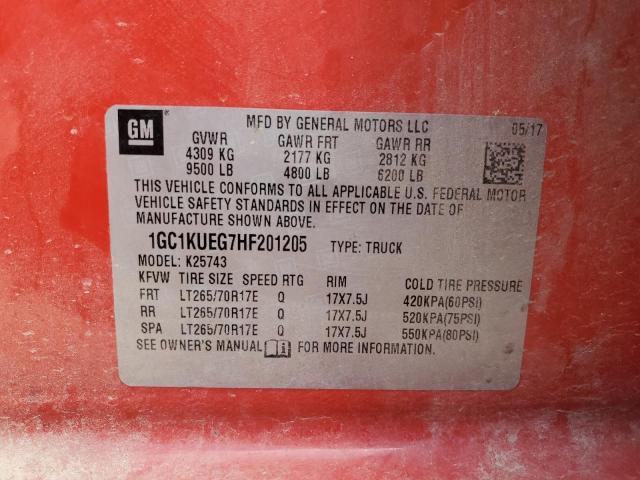 GM
MFD BY GENERAL MOTORS LLC 05/17
GVWR GAWR FRT GAWR RR
4309 KG 2177 KG 2812 KG
9500 LB 4800 LB 6200 LB
THIS VEHICLE CONFORMS TO ALL APPLICABLE U.S. FEDERAL MOTOR
VEHICLE SAFETY STANDARDS IN EFFECT ON THE DATE OF
MANUFACTURE SHOWN ABOVE.
1GC1KUEG7HF201205 TYPE: TRUCK
MODEL: K25743
KFVW TIRE SIZE SPEED RTG RIM COLD TIRE PRESSURE
FRT LT265/70R17E Q 17X7.5J 420KPA(60PSI)
RR LT265/70R17E Q 17X7.5J 520KPA(75PSI)
SPA LT265/70R17E Q 17X7.5J 550KPA(80PSI)
SEE OWNER'S MANUAL i FOR MORE INFORMATION.